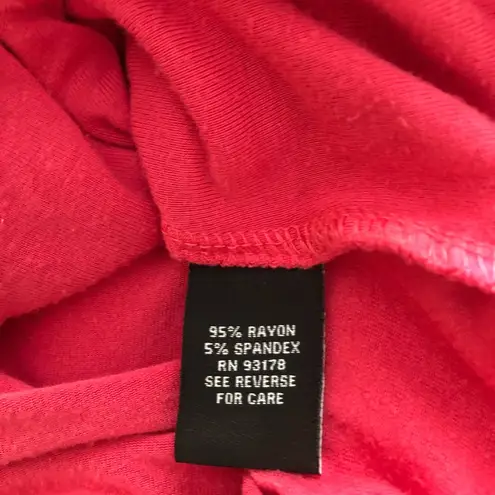 95% RAYON
5% SPANDEX
RN 93178
SEE REVERSE
FOR CARE